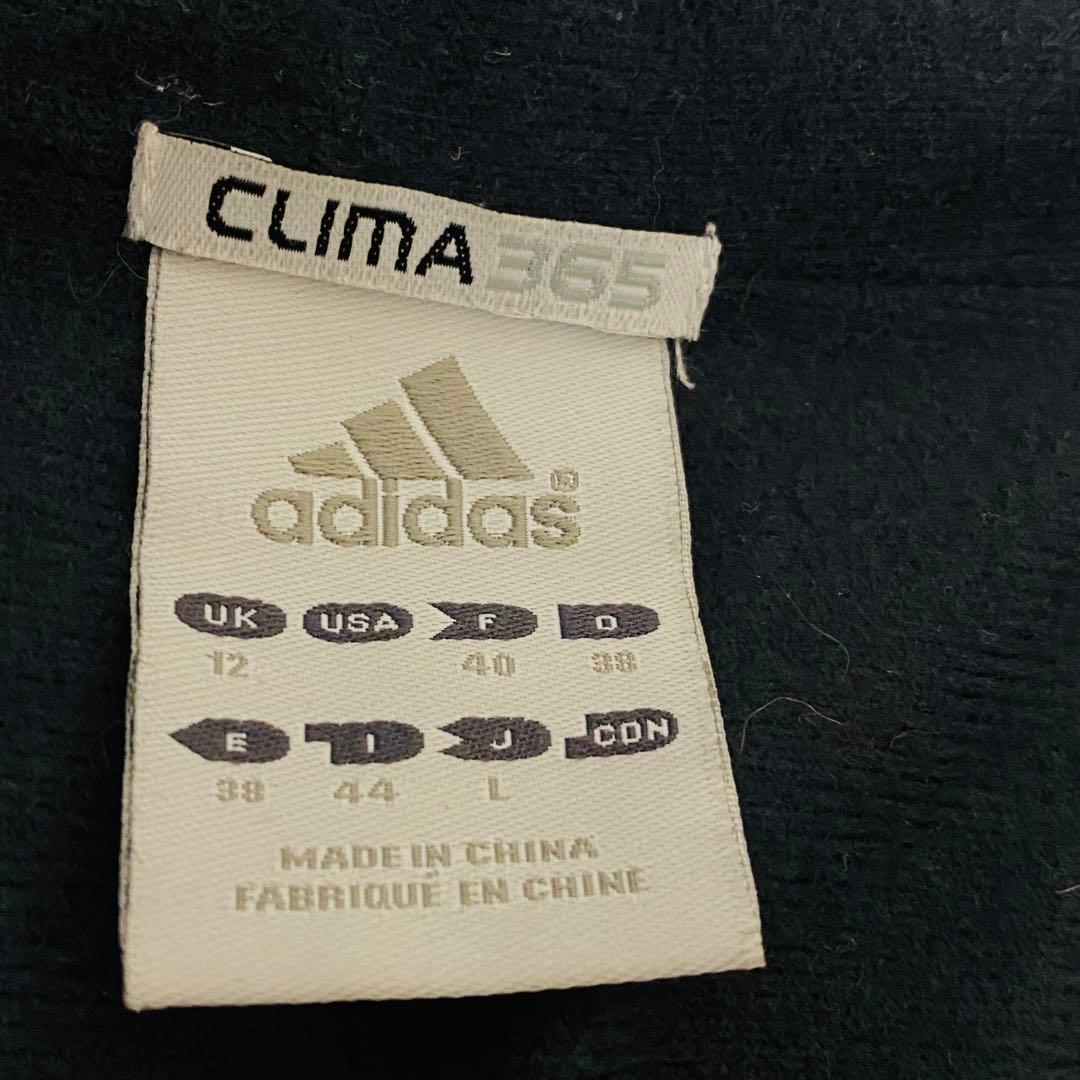 CLIMA365
adidas®
UK USA F D
12 40 38
E I J CDN
38 44 L
MADE IN CHINA
FABRIQUÉ EN CHINE